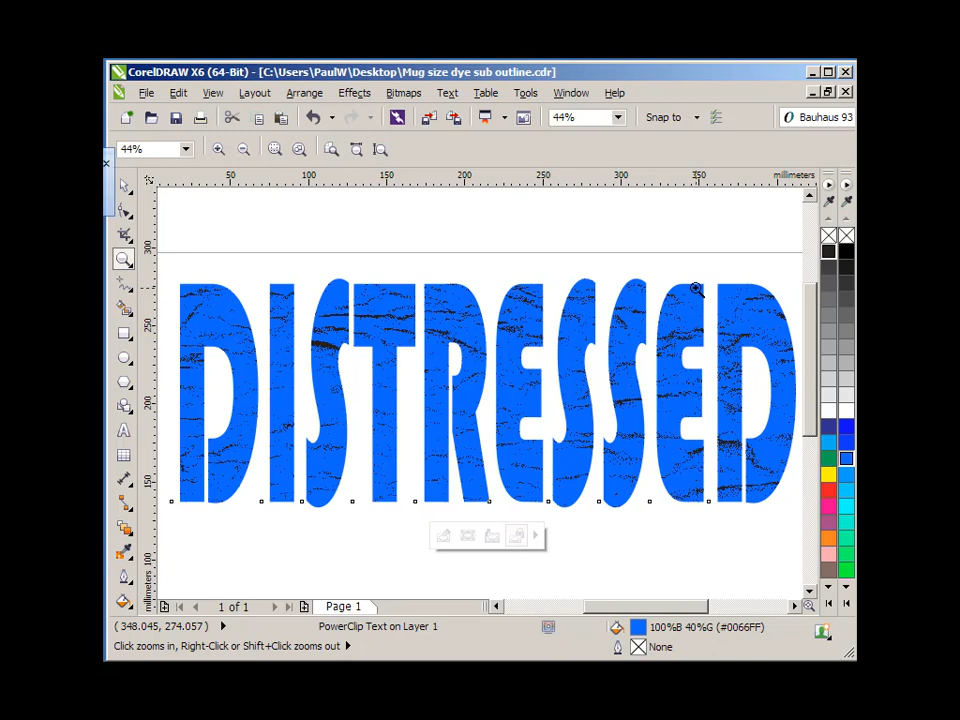 CorelDRAW X6 (64-Bit) - [C:\Users\PaulW\Desktop\Mug size dye sub outline.cdr]
File Edit View Layout Arrange Effects Bitmaps Text Table Tools Window Help
44% Snap to O Bauhaus 93
44%
50 100 150 200 250 300 350 millimeters
300
250
200
150
100
millimeters
DISTRESSED
1 of 1 Page 1
( 348.045, 274.057) PowerClip Text on Layer 1 100%B 40%G (#0066FF)
Click zooms in, Right-Click or Shift+Click zooms out None